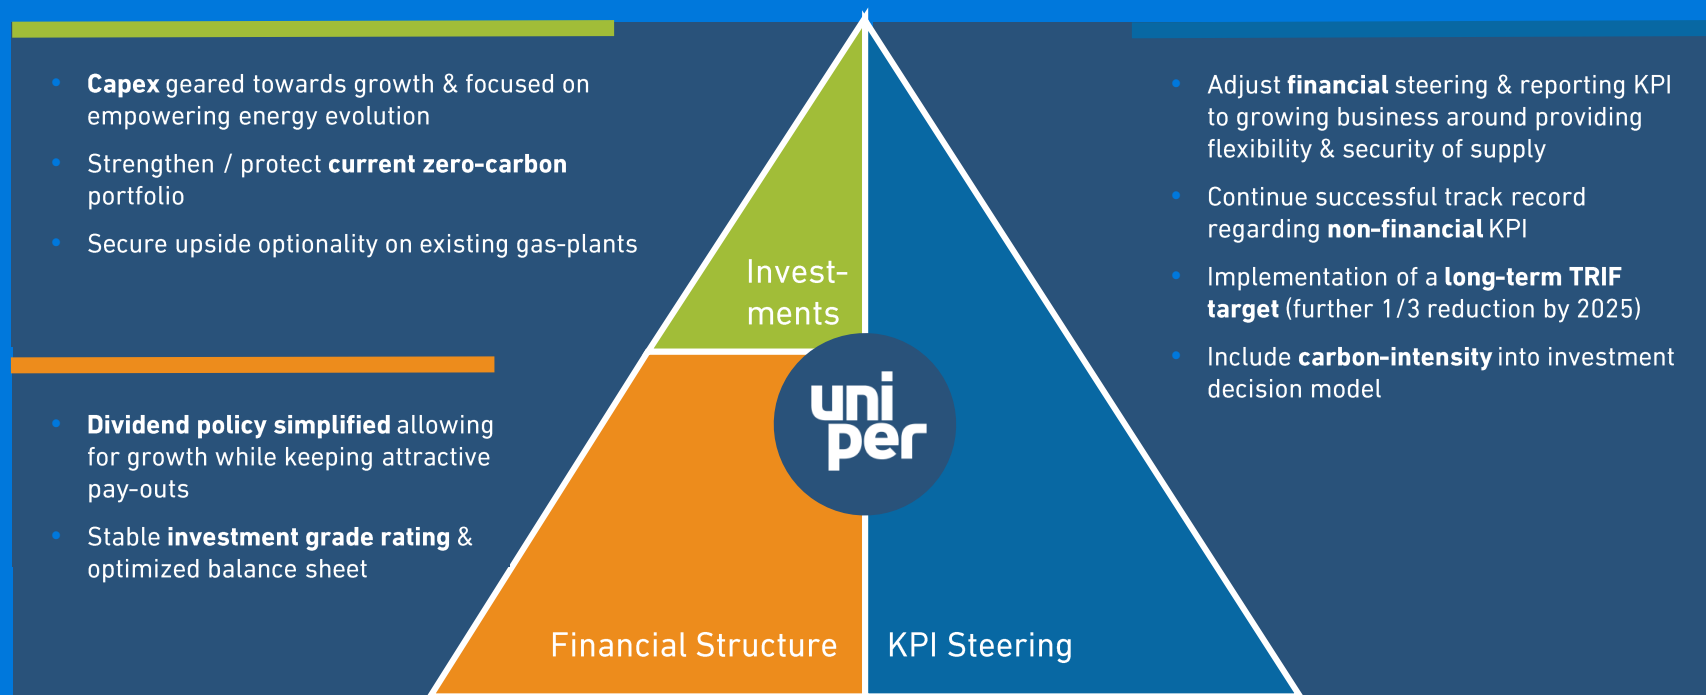 • Capex geared towards growth & focused on
empowering energy evolution
• Strengthen / protect current zero-carbon
portfolio
• Secure upside optionality on existing gas-plants
• Dividend policy simplified allowing
for growth while keeping attractive
pay-outs
• Stable investment grade rating &
optimized balance sheet
Invest-
ments
uni
per
Financial Structure
KPI Steering
• Adjust financial steering & reporting KPI
to growing business around providing
flexibility & security of supply
• Continue successful track record
regarding non-financial KPI
• Implementation of a long-term TRIF
target (further 1/3 reduction by 2025)
• Include carbon-intensity into investment
decision model